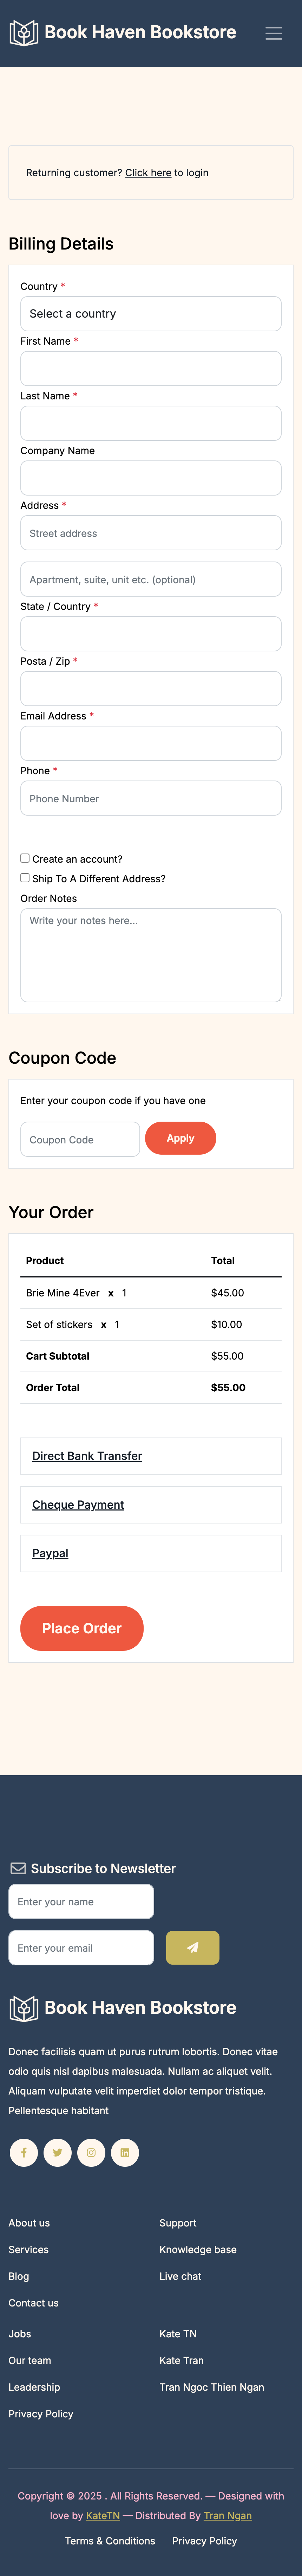 Book Haven Bookstore
Returning customer? Click here to login
Billing Details
Country *
Select a country
First Name *
Last Name *
Company Name
Address *
Street address
Apartment, suite, unit etc. (optional)
State / Country *
Posta / Zip *
Email Address *
Phone *
Phone Number
Create an account?
Ship To A Different Address?
Order Notes
Write your notes here...
Coupon Code
Enter your coupon code if you have one
Coupon Code Apply
Your Order
Product Total
Brie Mine 4Ever x 1 $45.00
Set of stickers x 1 $10.00
Cart Subtotal $55.00
Order Total $55.00
Direct Bank Transfer
Cheque Payment
Paypal
Place Order
Subscribe to Newsletter
Enter your name
Enter your email
Book Haven Bookstore
Donec facilisis quam ut purus rutrum lobortis. Donec vitae
odio quis nisl dapibus malesuada. Nullam ac aliquet velit.
Aliquam vulputate velit imperdiet dolor tempor tristique.
Pellentesque habitant
About us Support
Services Knowledge base
Blog Live chat
Contact us
Jobs Kate TN
Our team Kate Tran
Leadership Tran Ngoc Thien Ngan
Privacy Policy
Copyright © 2025 . All Rights Reserved. — Designed with
love by KateTN — Distributed By Tran Ngan
Terms & Conditions Privacy Policy